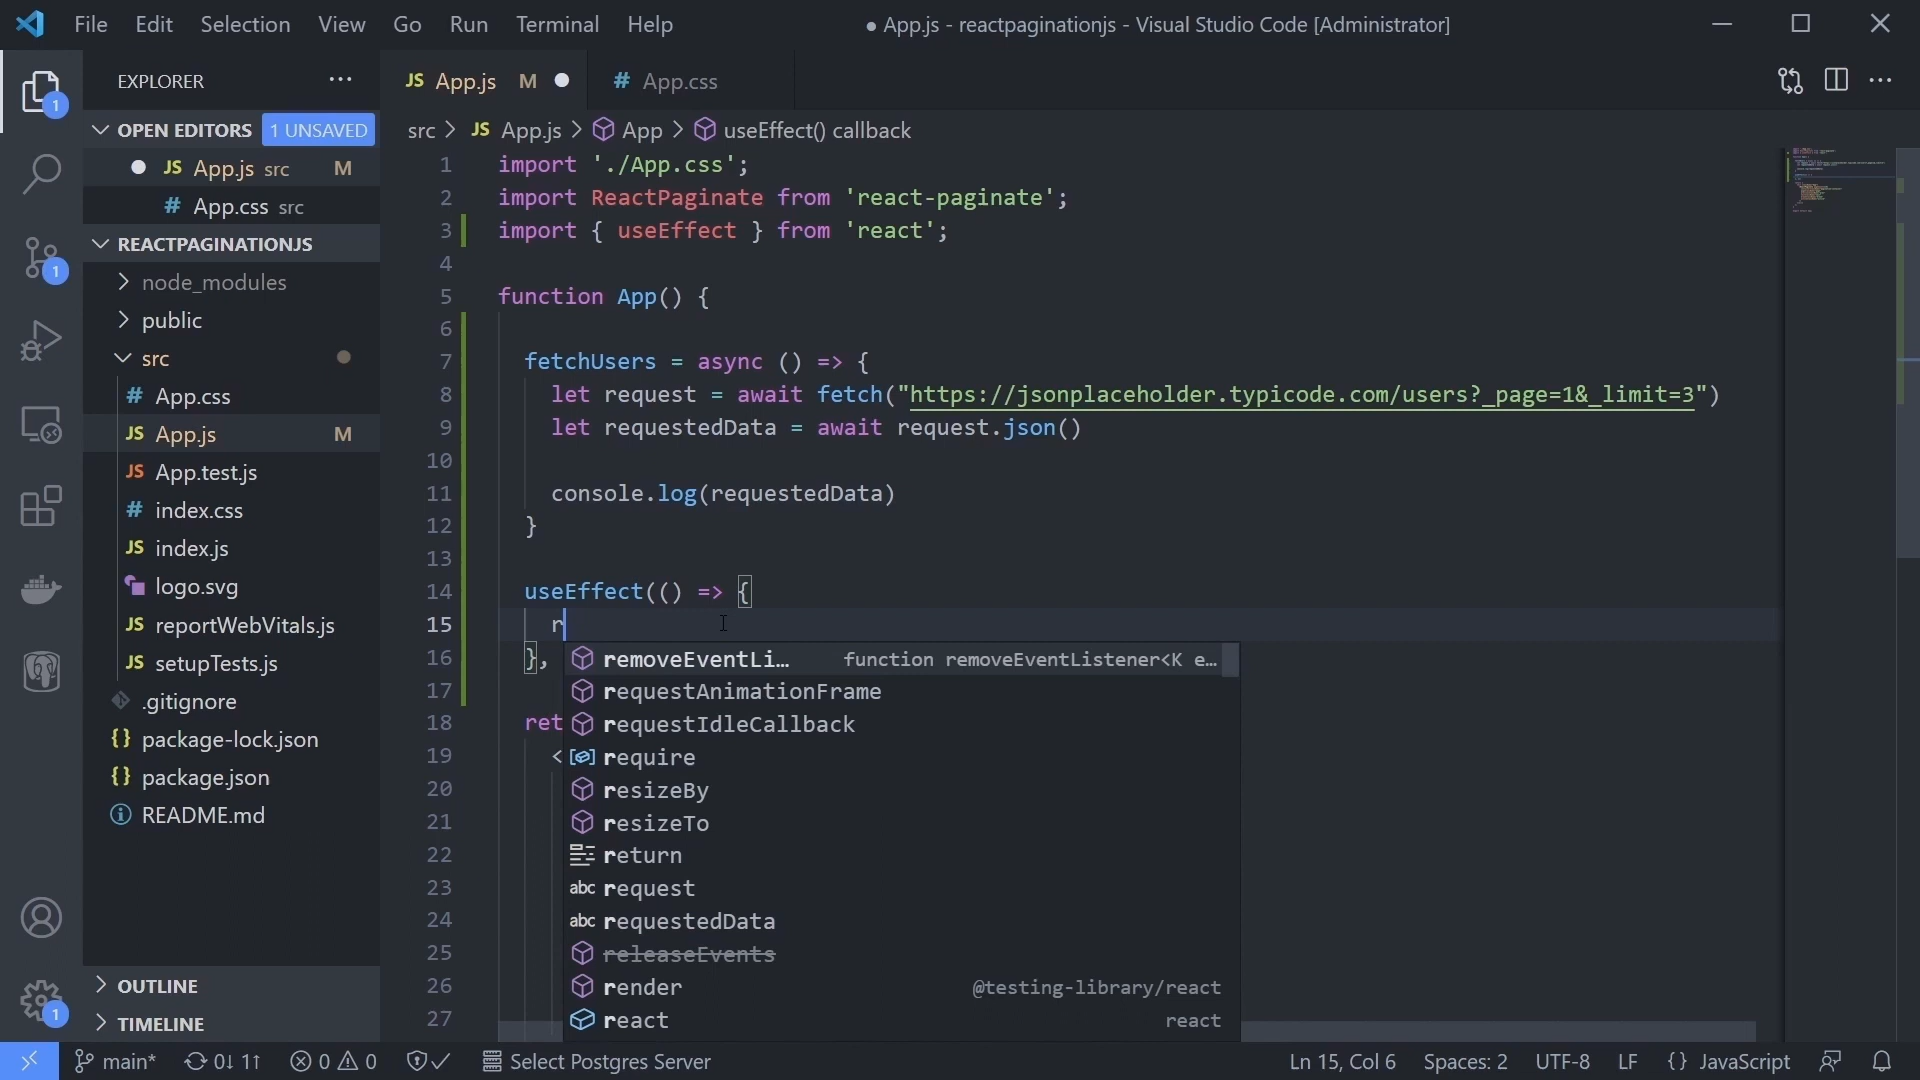 File Edit Selection View Go Run Terminal Help ● App.js - reactpaginationjs - Visual Studio Code [Administrator]
EXPLORER ···
JS App.js M ● # App.css
OPEN EDITORS 1 UNSAVED
● JS App.js src M
# App.css src
REACTPAGINATIONJS
node_modules
public
src
# App.css
JS App.js M
JS App.test.js
# index.css
JS index.js
logo.svg
JS reportWebVitals.js
JS setupTests.js
.gitignore
{} package-lock.json
{} package.json
README.md
OUTLINE
TIMELINE
1
1
1
src > JS App.js > App > useEffect() callback
1 import './App.css';
2 import ReactPaginate from 'react-paginate';
3 import { useEffect } from 'react';
4
5 function App() {
6
7 fetchUsers = async () => {
8 let request = await fetch("https://jsonplaceholder.typicode.com/users?_page=1&_limit=3")
9 let requestedData = await request.json()
10
11 console.log(requestedData)
12 }
13
14 useEffect(() => {
15 r
16 },
17
18 ret
19 <
20
21
22
23
24
25
26
27
removeEventLi… function removeEventListener<K e…
requestAnimationFrame
requestIdleCallback
require
resizeBy
resizeTo
return
abc request
abc requestedData
releaseEvents
render @testing-library/react
react react
main* 0↓ 1↑ 0 0 Select Postgres Server Ln 15, Col 6 Spaces: 2 UTF-8 LF {} JavaScript